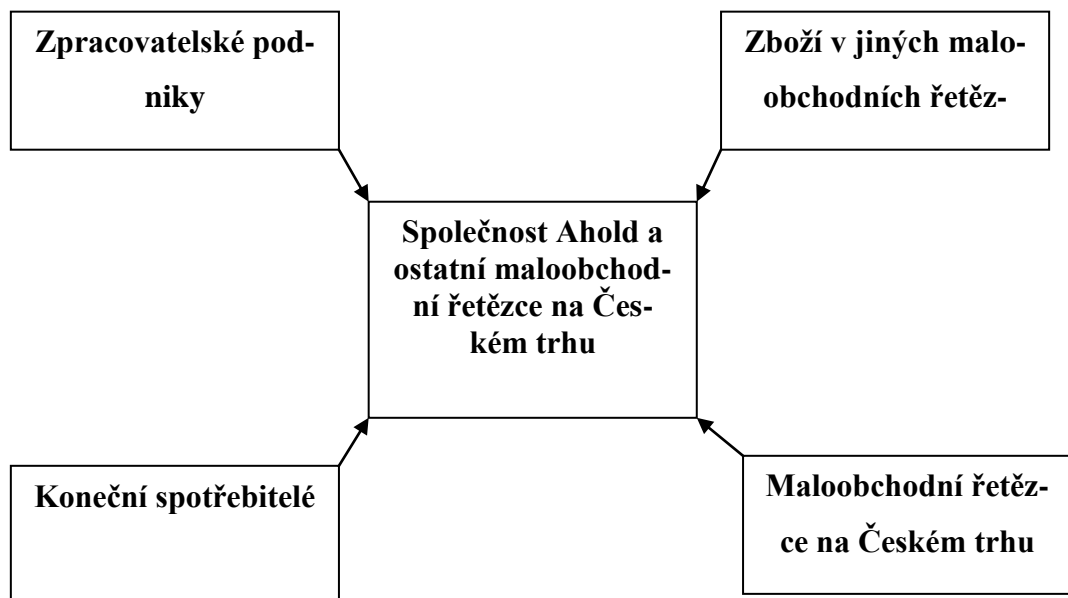 Zpracovatelské pod-
niky
Zboží v jiných malo-
obchodních řetěz-
Společnost Ahold a
ostatní maloobchod-
ní řetězce na Čes-
kém trhu
Koneční spotřebitelé
Maloobchodní řetěz-
ce na Českém trhu